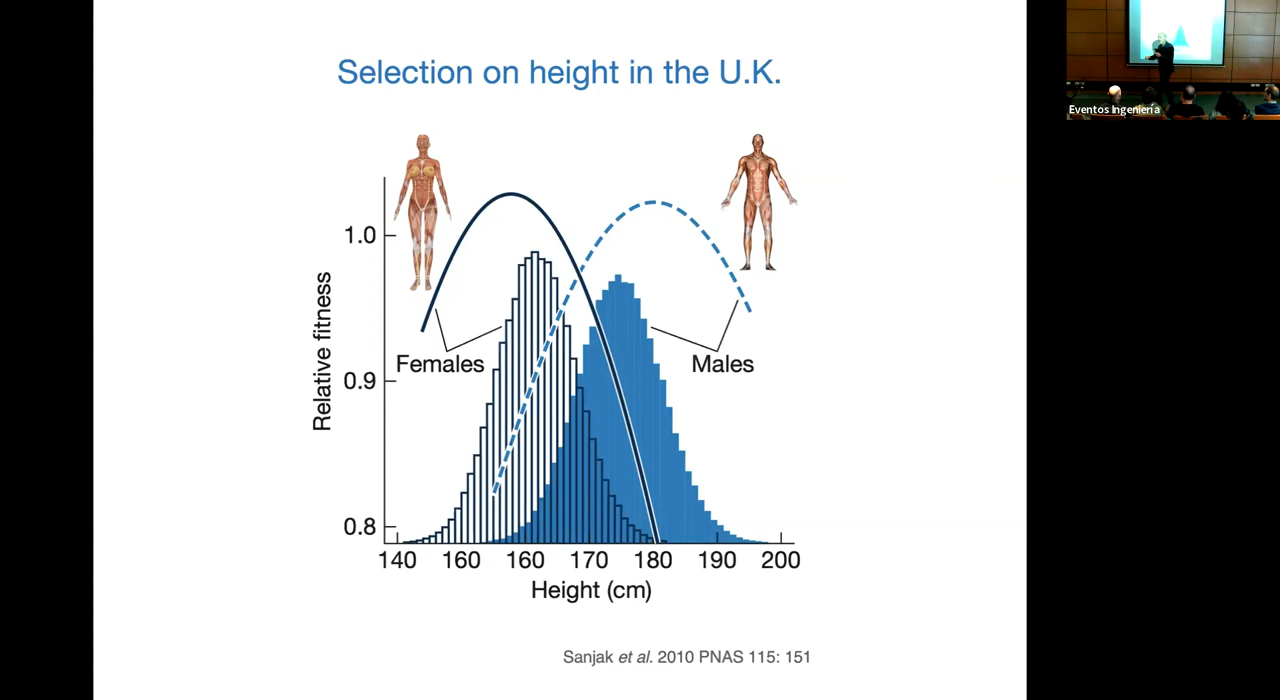 Selection on height in the U.K.
1.0
0.9
0.8
Relative fitness
Females
Males
140 160 160 170 180 190 200
Height (cm)
Sanjak et al. 2010 PNAS 115: 151
Eventos Ingeniería